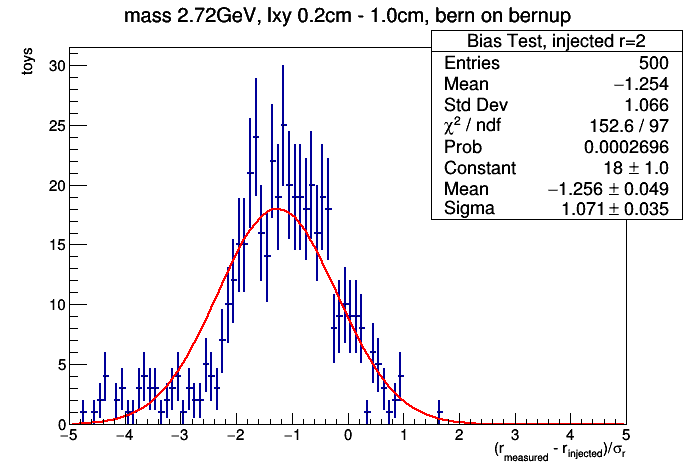 mass 2.72GeV, lxy 0.2cm - 1.0cm, bern on bernup
Bias Test, injected r=2
Entries 500
Mean −1.254
Std Dev 1.066
χ² / ndf 152.6 / 97
Prob 0.0002696
Constant 18 ± 1.0
Mean −1.256 ± 0.049
Sigma 1.071 ± 0.035
toys
30
25
20
15
10
5
0
−5 −4 −3 −2 −1 0 1 2 3 4 5
(r_measured - r_injected)/σ_r